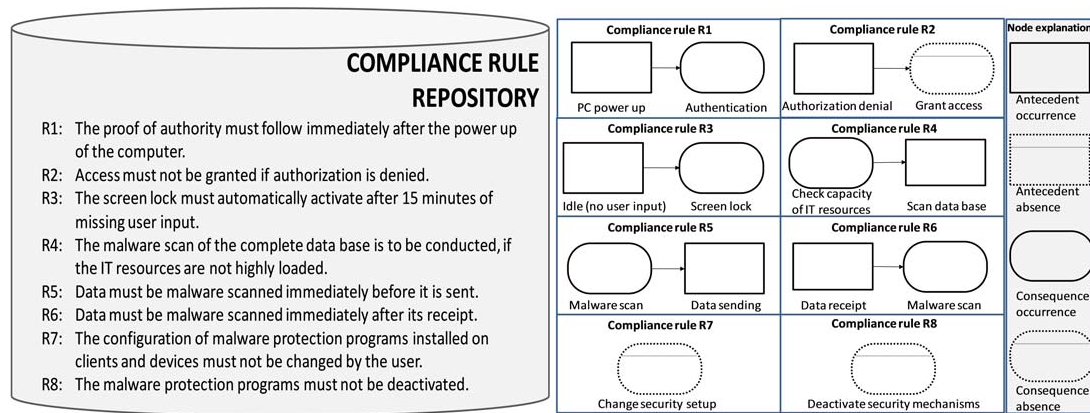 COMPLIANCE RULE
REPOSITORY
R1: The proof of authority must follow immediately after the power up
of the computer.
R2: Access must not be granted if authorization is denied.
R3: The screen lock must automatically activate after 15 minutes of
missing user input.
R4: The malware scan of the complete data base is to be conducted, if
the IT resources are not highly loaded.
R5: Data must be malware scanned immediately before it is sent.
R6: Data must be malware scanned immediately after its receipt.
R7: The configuration of malware protection programs installed on
clients and devices must not be changed by the user.
R8: The malware protection programs must not be deactivated.
Compliance rule R1
PC power up
Authentication
Compliance rule R2
Authorization denial
Grant access
Compliance rule R3
Idle (no user input)
Screen lock
Compliance rule R4
Check capacity
of IT resources
Scan data base
Compliance rule R5
Malware scan
Data sending
Compliance rule R6
Data receipt
Malware scan
Compliance rule R7
Change security setup
Compliance rule R8
Deactivate security mechanisms
Node explanation
Antecedent
occurrence
Antecedent
absence
Consequence
occurrence
Consequence
absence